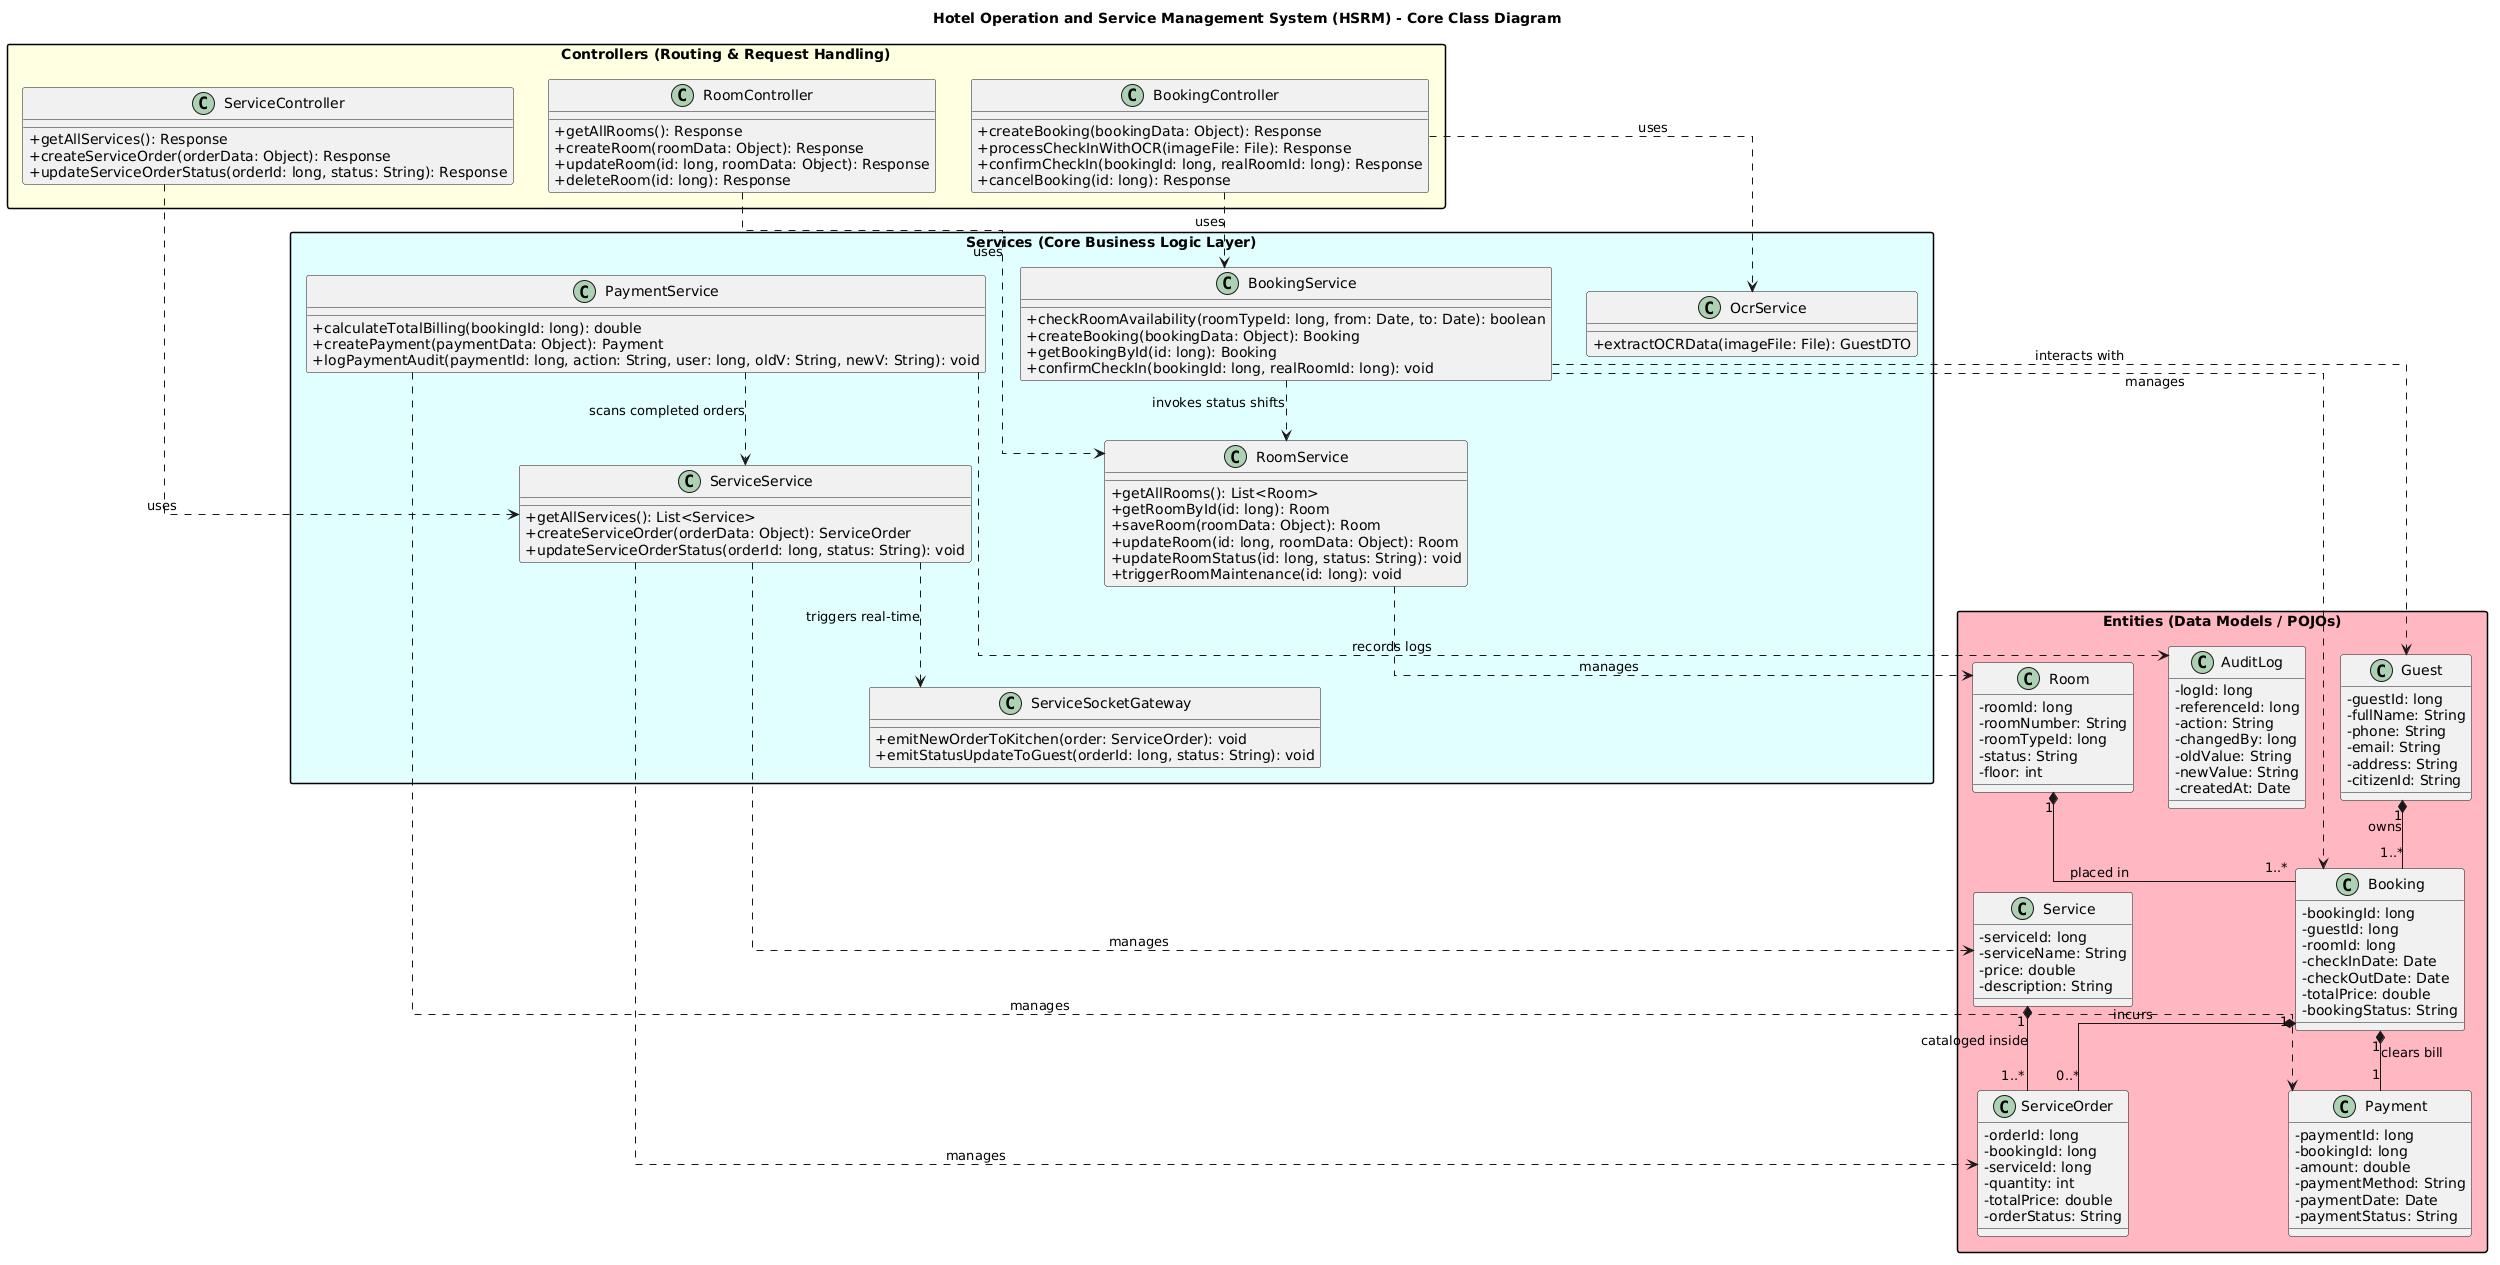 Hotel Operation and Service Management System (HSRM) - Core Class Diagram
Controllers (Routing & Request Handling)
C ServiceController
+getAllServices(): Response
+createServiceOrder(orderData: Object): Response
+updateServiceOrderStatus(orderId: long, status: String): Response
C RoomController
+getAllRooms(): Response
+createRoom(roomData: Object): Response
+updateRoom(id: long, roomData: Object): Response
+deleteRoom(id: long): Response
C BookingController
+createBooking(bookingData: Object): Response
+processCheckInWithOCR(imageFile: File): Response
+confirmCheckIn(bookingId: long, realRoomId: long): Response
+cancelBooking(id: long): Response
uses
uses
uses
uses
Services (Core Business Logic Layer)
C PaymentService
+calculateTotalBilling(bookingId: long): double
+createPayment(paymentData: Object): Payment
+logPaymentAudit(paymentId: long, action: String, user: long, oldV: String, newV: String): void
C BookingService
+checkRoomAvailability(roomTypeId: long, from: Date, to: Date): boolean
+createBooking(bookingData: Object): Booking
+getBookingById(id: long): Booking
+confirmCheckIn(bookingId: long, realRoomId: long): void
C OcrService
+extractOCRData(imageFile: File): GuestDTO
interacts with
manages
scans completed orders
invokes status shifts
C ServiceService
+getAllServices(): List<Service>
+createServiceOrder(orderData: Object): ServiceOrder
+updateServiceOrderStatus(orderId: long, status: String): void
C RoomService
+getAllRooms(): List<Room>
+getRoomById(id: long): Room
+saveRoom(roomData: Object): Room
+updateRoom(id: long, roomData: Object): Room
+updateRoomStatus(id: long, status: String): void
+triggerRoomMaintenance(id: long): void
triggers real-time
records logs
manages
C ServiceSocketGateway
+emitNewOrderToKitchen(order: ServiceOrder): void
+emitStatusUpdateToGuest(orderId: long, status: String): void
Entities (Data Models / POJOs)
C Room
-roomId: long
-roomNumber: String
-roomTypeId: long
-status: String
-floor: int
C AuditLog
-logId: long
-referenceId: long
-action: String
-changedBy: long
-oldValue: String
-newValue: String
-createdAt: Date
C Guest
-guestId: long
-fullName: String
-phone: String
-email: String
-address: String
-citizenId: String
1
placed in
1..*
1
owns
1..*
C Booking
-bookingId: long
-guestId: long
-roomId: long
-checkInDate: Date
-checkOutDate: Date
-totalPrice: double
-bookingStatus: String
C Service
-serviceId: long
-serviceName: String
-price: double
-description: String
manages
manages
manages
1
cataloged inside
1..*
1
incurs
0..*
1
clears bill
1
C ServiceOrder
-orderId: long
-bookingId: long
-serviceId: long
-quantity: int
-totalPrice: double
-orderStatus: String
C Payment
-paymentId: long
-bookingId: long
-amount: double
-paymentMethod: String
-paymentDate: Date
-paymentStatus: String